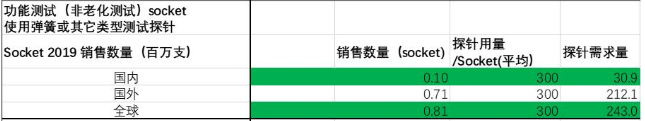 功能测试（非老化测试）socket
使用弹簧或其它类型测试探针
Socket 2019 销售数量（百万支） 销售数量（socket) 探针用量/Socket(平均) 探针需求量
国内 0.10 300 30.9
国外 0.71 300 212.1
全球 0.81 300 243.0